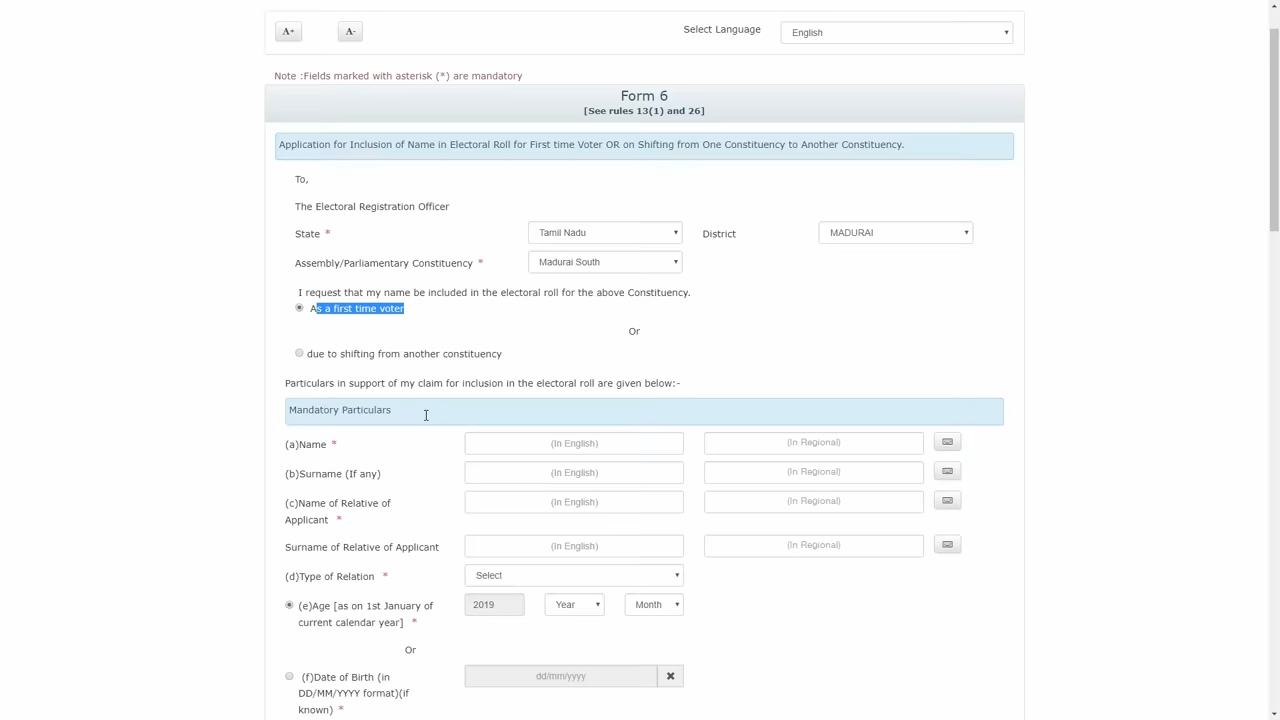 A+ A- Select Language English
Note :Fields marked with asterisk (*) are mandatory
Form 6
[See rules 13(1) and 26]
Application for Inclusion of Name in Electoral Roll for First time Voter OR on Shifting from One Constituency to Another Constituency.
To,
The Electoral Registration Officer
State * Tamil Nadu District MADURAI
Assembly/Parliamentary Constituency * Madurai South
I request that my name be included in the electoral roll for the above Constituency.
As a first time voter
Or
due to shifting from another constituency
Particulars in support of my claim for inclusion in the electoral roll are given below:-
Mandatory Particulars
(a)Name * (In English) (In Regional)
(b)Surname (If any) (In English) (In Regional)
(c)Name of Relative of
Applicant * (In English) (In Regional)
Surname of Relative of Applicant (In English) (In Regional)
(d)Type of Relation * Select
(e)Age [as on 1st January of
current calendar year] * 2019 Year Month
Or
(f)Date of Birth (in
DD/MM/YYYY format)(if
known) * dd/mm/yyyy